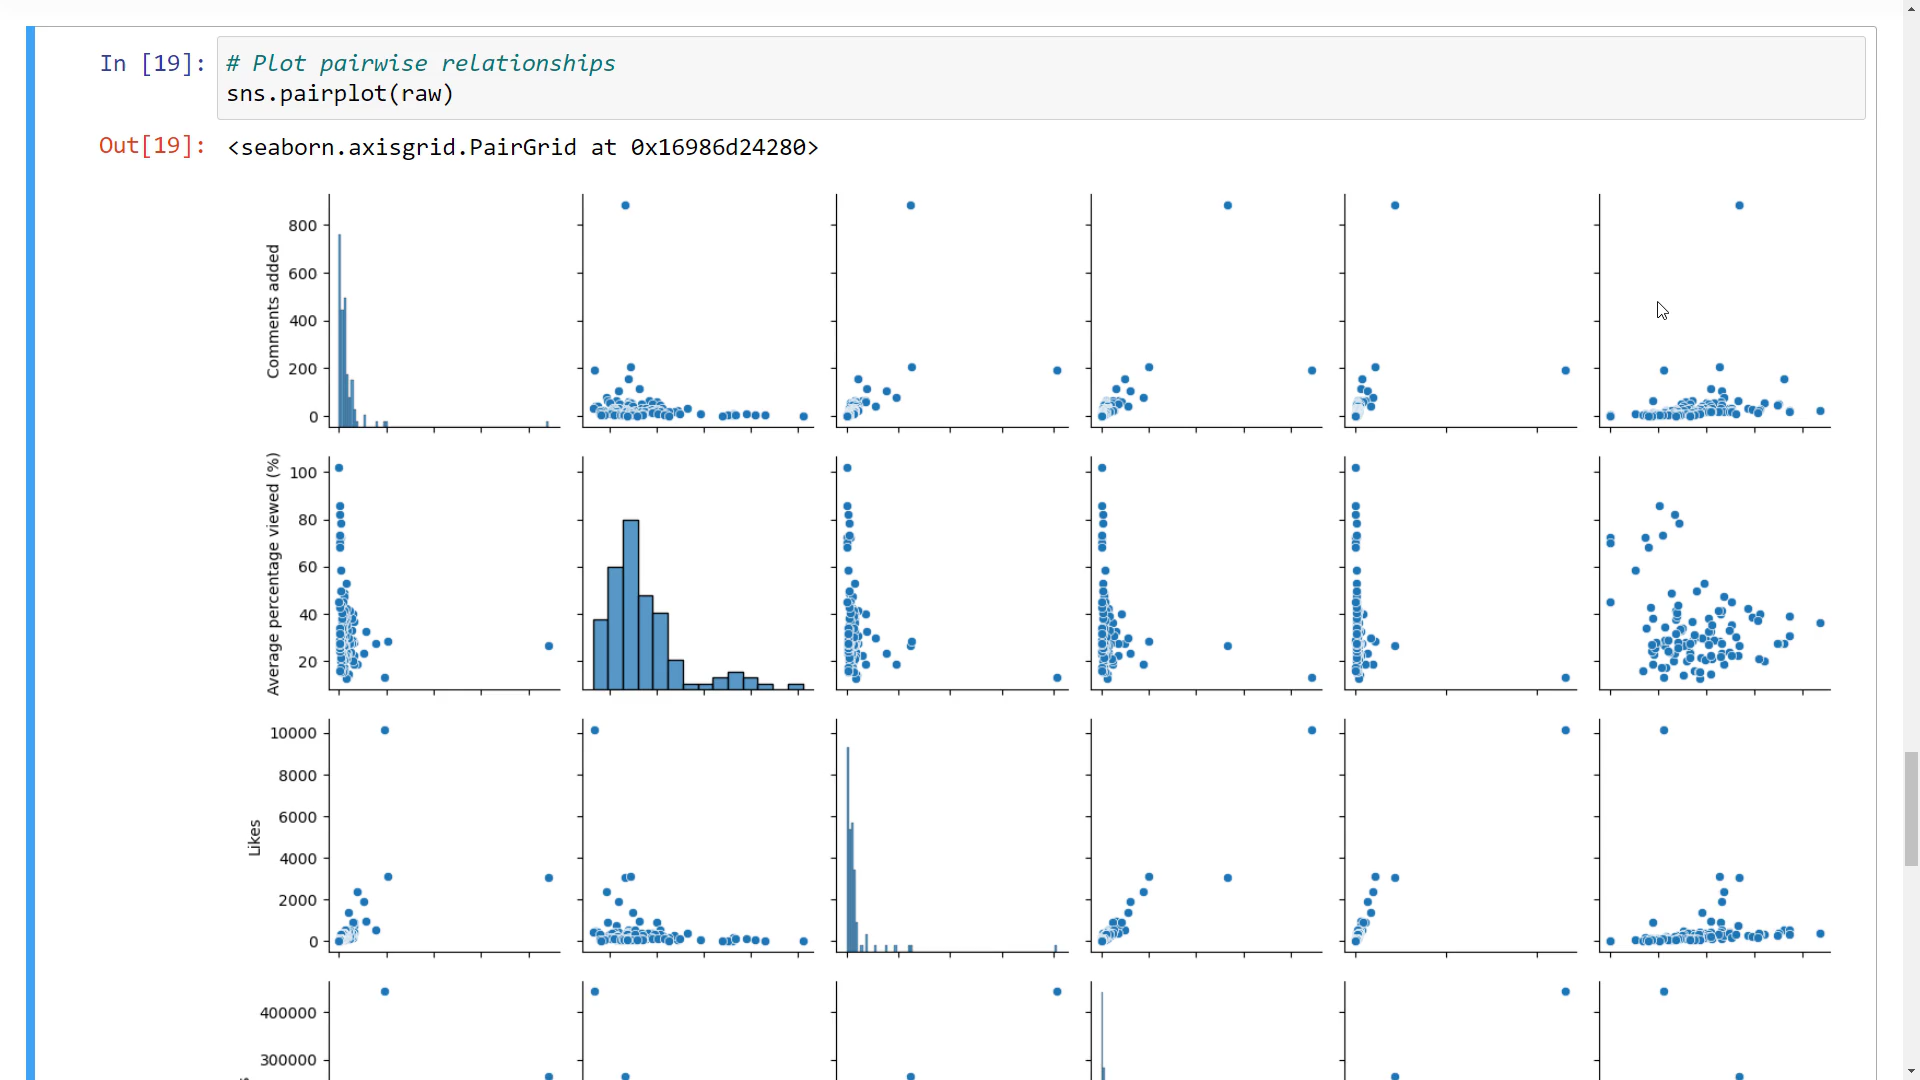 In [19]:
# Plot pairwise relationships
sns.pairplot(raw)
Out[19]:
<seaborn.axisgrid.PairGrid at 0x16986d24280>
Comments added
800
600
400
200
0
Average percentage viewed (%)
100
80
60
40
20
Likes
10000
8000
6000
4000
2000
0
400000
300000